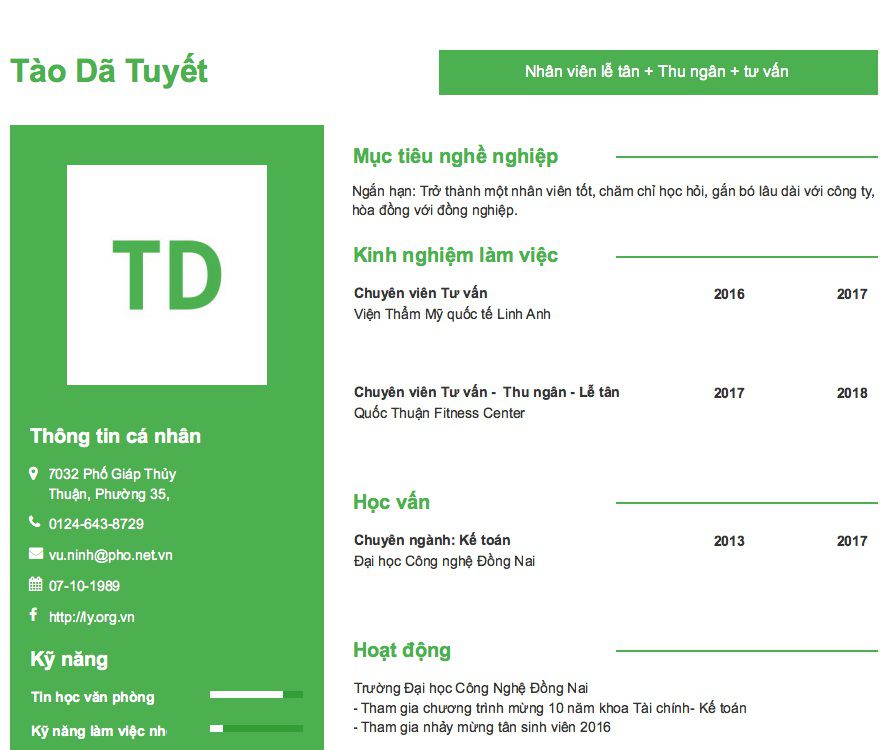 Tào Dã Tuyết
Nhân viên lễ tân + Thu ngân + tư vấn
TD
Thông tin cá nhân
7032 Phố Giáp Thủy
Thuận, Phường 35,
0124-643-8729
vu.ninh@pho.net.vn
07-10-1989
http://ly.org.vn
Kỹ năng
Tin học văn phòng
Kỹ năng làm việc nh
Mục tiêu nghề nghiệp
Ngắn hạn: Trở thành một nhân viên tốt, chăm chỉ học hỏi, gắn bó lâu dài với công ty,
hòa đồng với đồng nghiệp.
Kinh nghiệm làm việc
Chuyên viên Tư vấn 2016 2017
Viện Thẩm Mỹ quốc tế Linh Anh
Chuyên viên Tư vấn - Thu ngân - Lễ tân 2017 2018
Quốc Thuận Fitness Center
Học vấn
Chuyên ngành: Kế toán 2013 2017
Đại học Công nghệ Đồng Nai
Hoạt động
Trường Đại học Công Nghệ Đồng Nai
- Tham gia chương trình mừng 10 năm khoa Tài chính- Kế toán
- Tham gia nhảy mừng tân sinh viên 2016